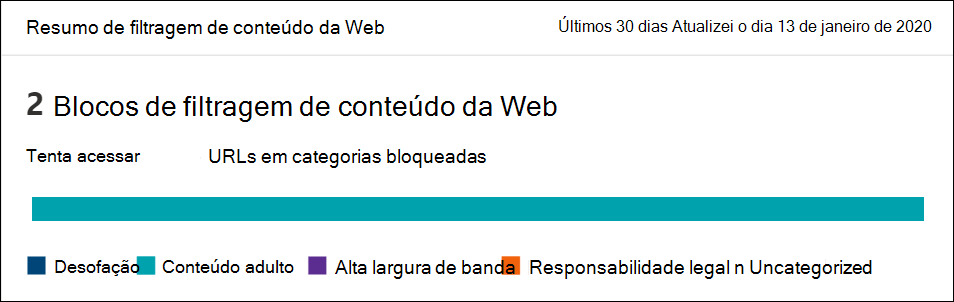 Resumo de filtragem de conteúdo da Web Últimos 30 dias Atualizei o dia 13 de janeiro de 2020
2 Blocos de filtragem de conteúdo da Web
Tenta acessar URLs em categorias bloqueadas
Desofação Conteúdo adulto Alta largura de banda Responsabilidade legal n Uncategorized